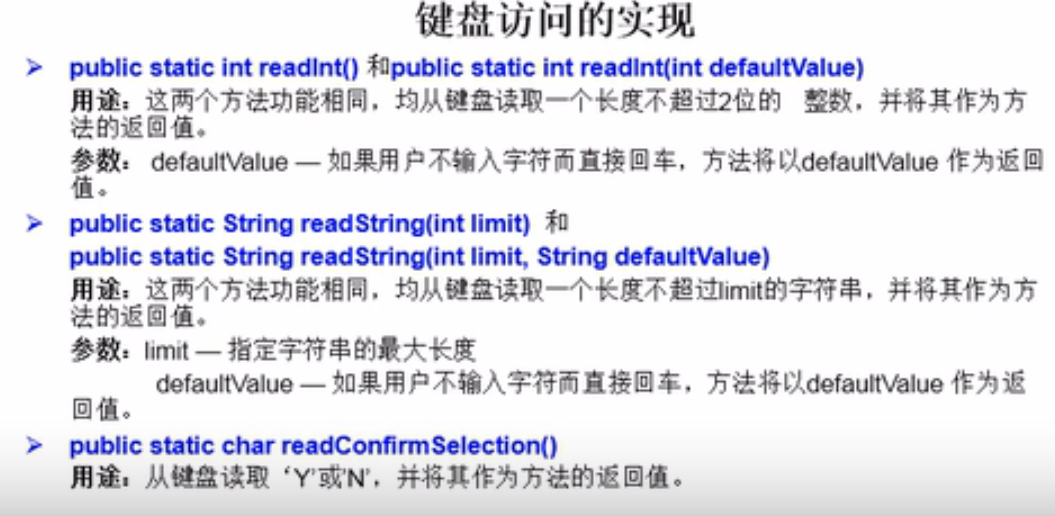 键盘访问的实现
➢ public static int readInt() 和public static int readInt(int defaultValue)
用途：这两个方法功能相同，均从键盘读取一个长度不超过2位的 整数，并将其作为方
法的返回值。
参数： defaultValue — 如果用户不输入字符而直接回车，方法将以defaultValue 作为返回
值。
➢ public static String readString(int limit) 和
public static String readString(int limit, String defaultValue)
用途：这两个方法功能相同，均从键盘读取一个长度不超过limit的字符串，并将其作为方
法的返回值。
参数：limit — 指定字符串的最大长度
defaultValue — 如果用户不输入字符而直接回车，方法将以defaultValue 作为返
回值。
➢ public static char readConfirmSelection()
用途：从键盘读取‘Y’或’N’，并将其作为方法的返回值。